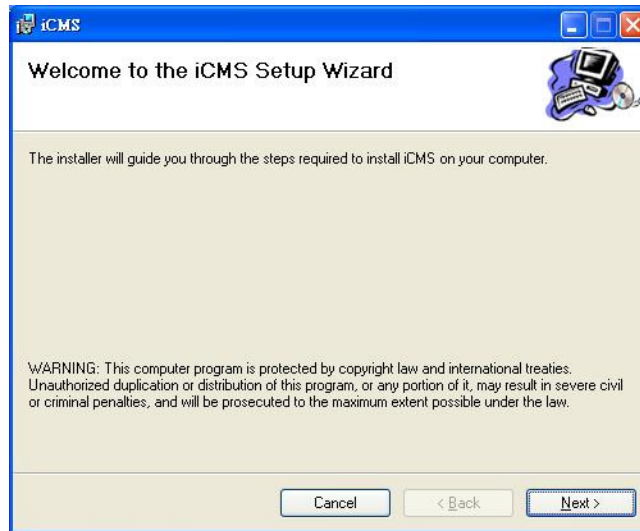 iCMS
Welcome to the iCMS Setup Wizard
The installer will guide you through the steps required to install iCMS on your computer.
WARNING: This computer program is protected by copyright law and international treaties.
Unauthorized duplication or distribution of this program, or any portion of it, may result in severe civil
or criminal penalties, and will be prosecuted to the maximum extent possible under the law.
Cancel
< Back
Next >